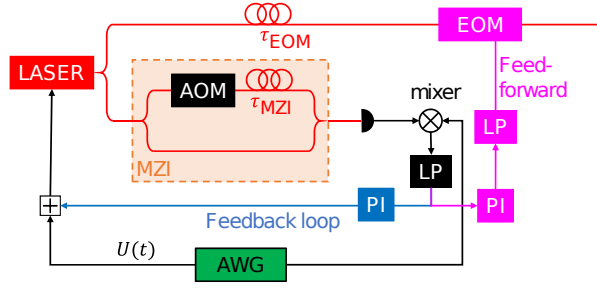 τEOM
EOM
LASER
AOM
τMZI
Feed-
forward
mixer
MZI
LP
LP
PI
PI
Feedback loop
U(t)
AWG